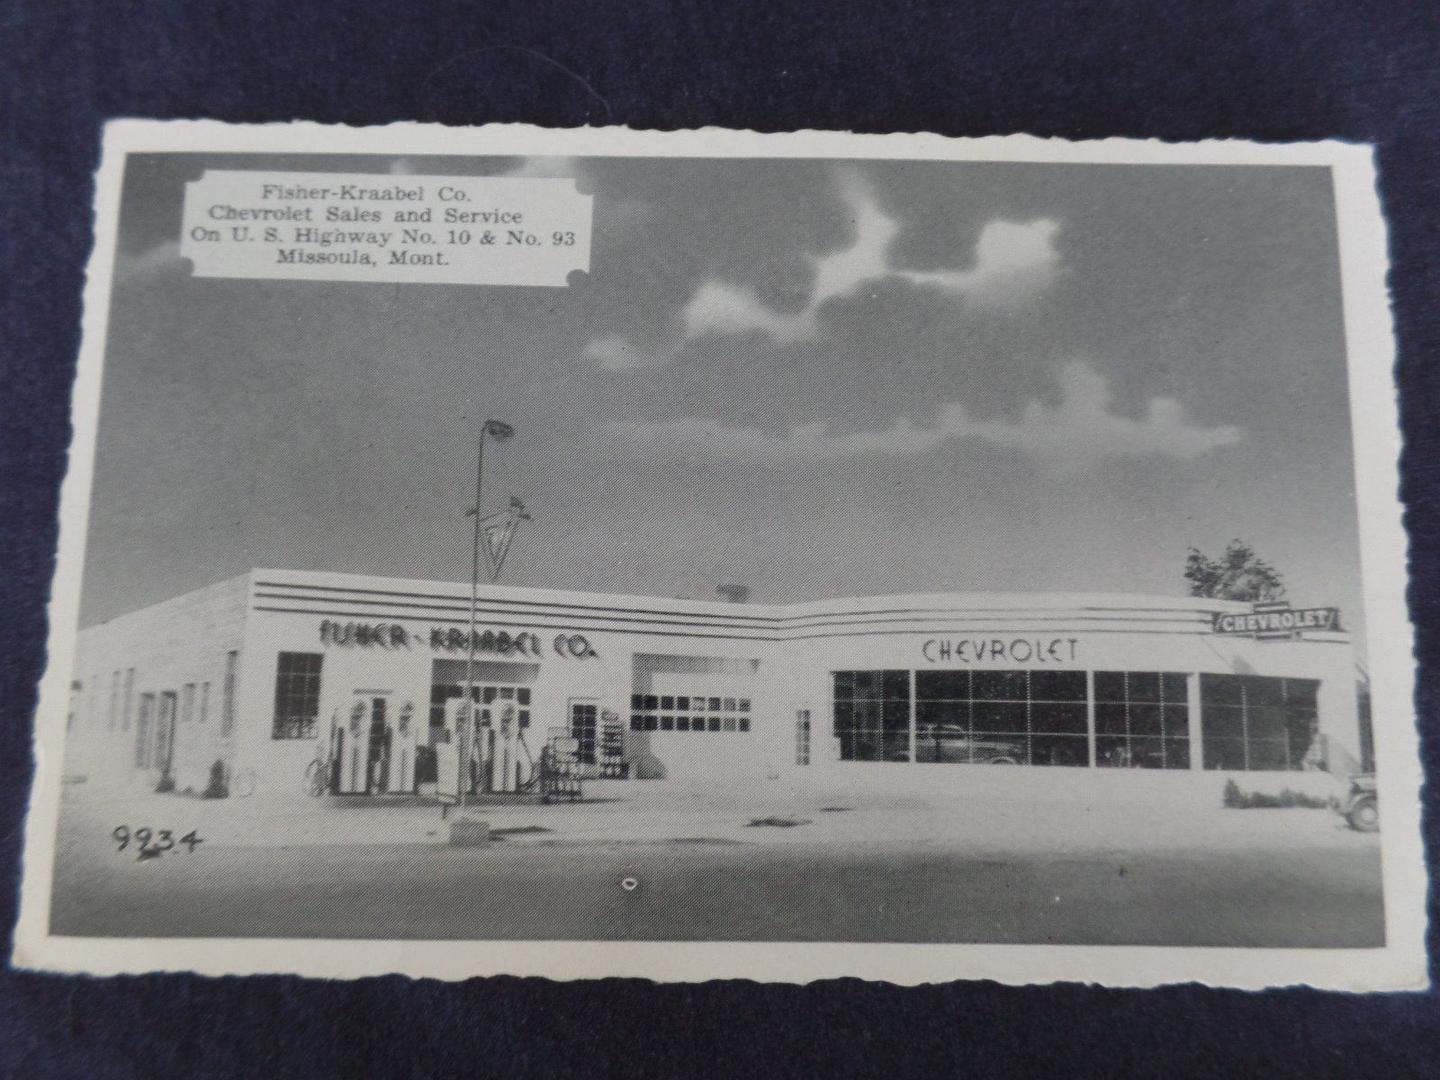 Fisher-Kraabel Co.
Chevrolet Sales and Service
On U. S. Highway No. 10 & No. 93
Missoula, Mont.
FISHER-KRAABEL CO.
CHEVROLET
CHEVROLET
9934